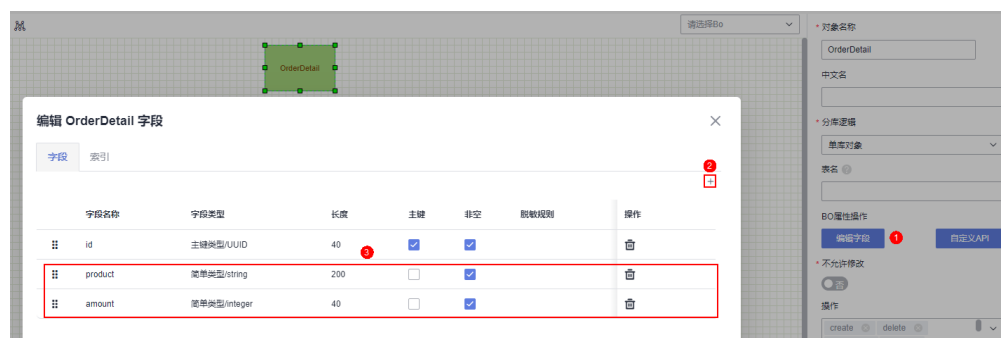 请选择Bo
OrderDetail
* 对象名称
OrderDetail
中文名
* 分库逻辑
单库对象
表名
BO属性操作
编辑字段 1 自定义API
* 不允许修改
否
操作
create delete
编辑 OrderDetail 字段
字段 索引
2
+
字段名称 字段类型 长度 主键 非空 脱敏规则 操作
id 主键类型/UUID 40
3
product 简单类型/string 200
amount 简单类型/integer 40